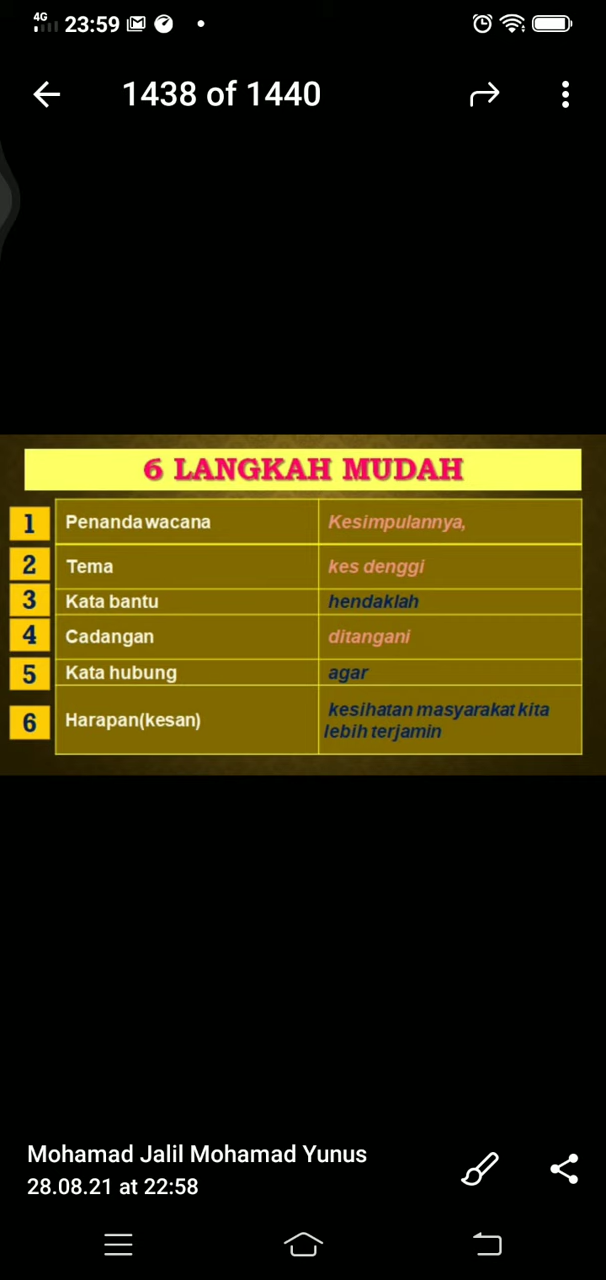 4G 23:59
1438 of 1440
6 LANGKAH MUDAH
1 Penanda wacana Kesimpulannya,
2 Tema kes denggi
3 Kata bantu hendaklah
4 Cadangan ditangani
5 Kata hubung agar
6 Harapan(kesan) kesihatan masyarakat kita
lebih terjamin
Mohamad Jalil Mohamad Yunus
28.08.21 at 22:58